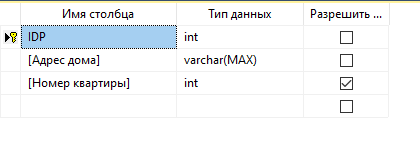 Имя столбца Тип данных Разрешить ...
IDP int
[Адрес дома] varchar(MAX)
[Номер квартиры] int